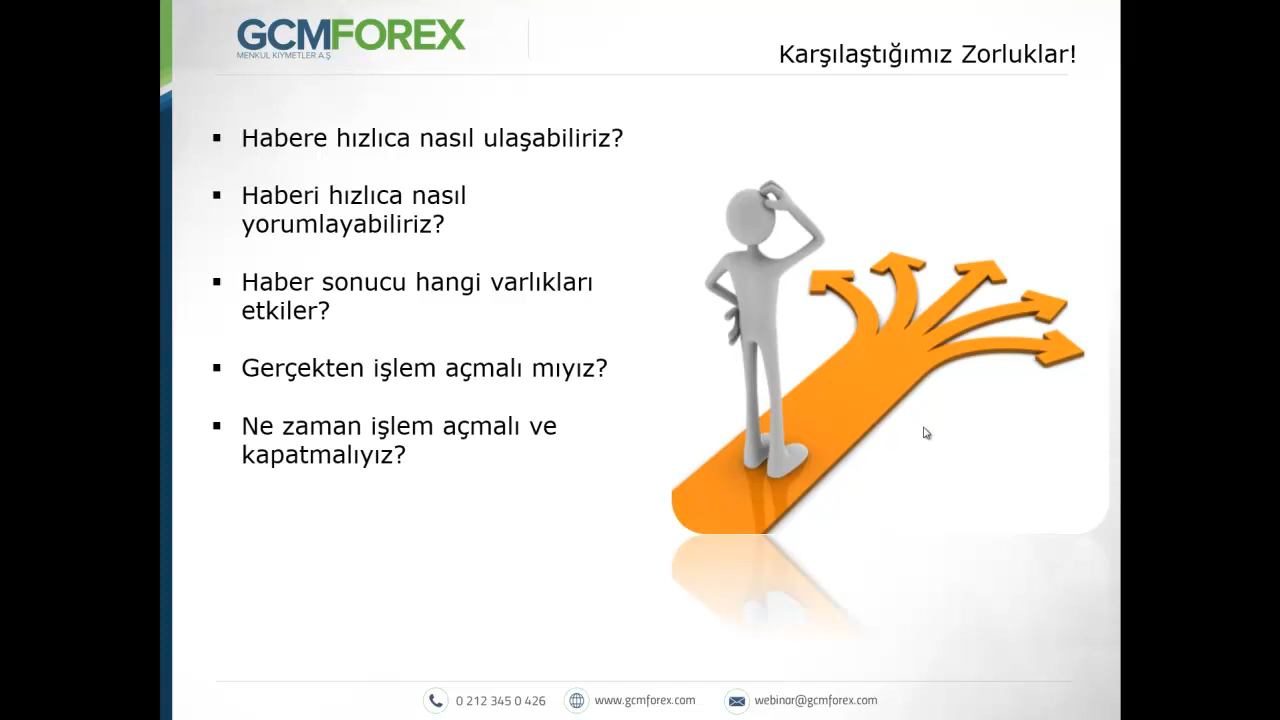 GCMFOREX
MENKUL KIYMETLER A.Ş
Karşılaştığımız Zorluklar!
▪ Habere hızlıca nasıl ulaşabiliriz?
▪ Haberi hızlıca nasıl
yorumlayabiliriz?
▪ Haber sonucu hangi varlıkları
etkiler?
▪ Gerçekten işlem açmalı mıyız?
▪ Ne zaman işlem açmalı ve
kapatmalıyız?
0 212 345 0 426 www.gcmforex.com webinar@gcmforex.com